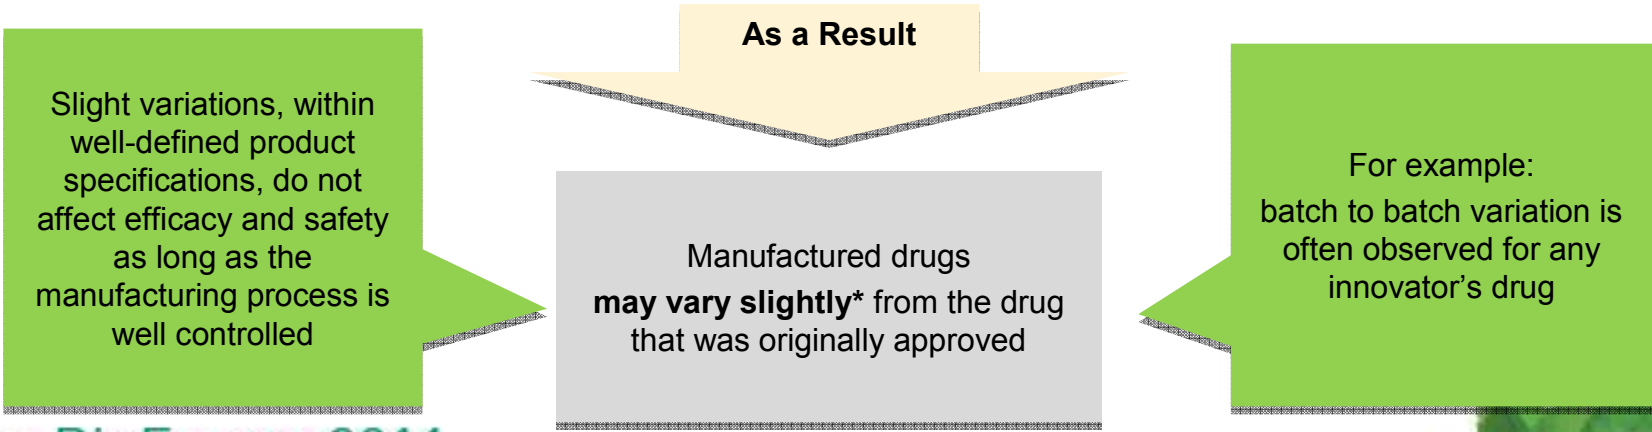 As a Result
Slight variations, within
well-defined product
specifications, do not
affect efficacy and safety
as long as the
manufacturing process is
well controlled
Manufactured drugs
may vary slightly* from the drug
that was originally approved
For example:
batch to batch variation is
often observed for any
innovator's drug